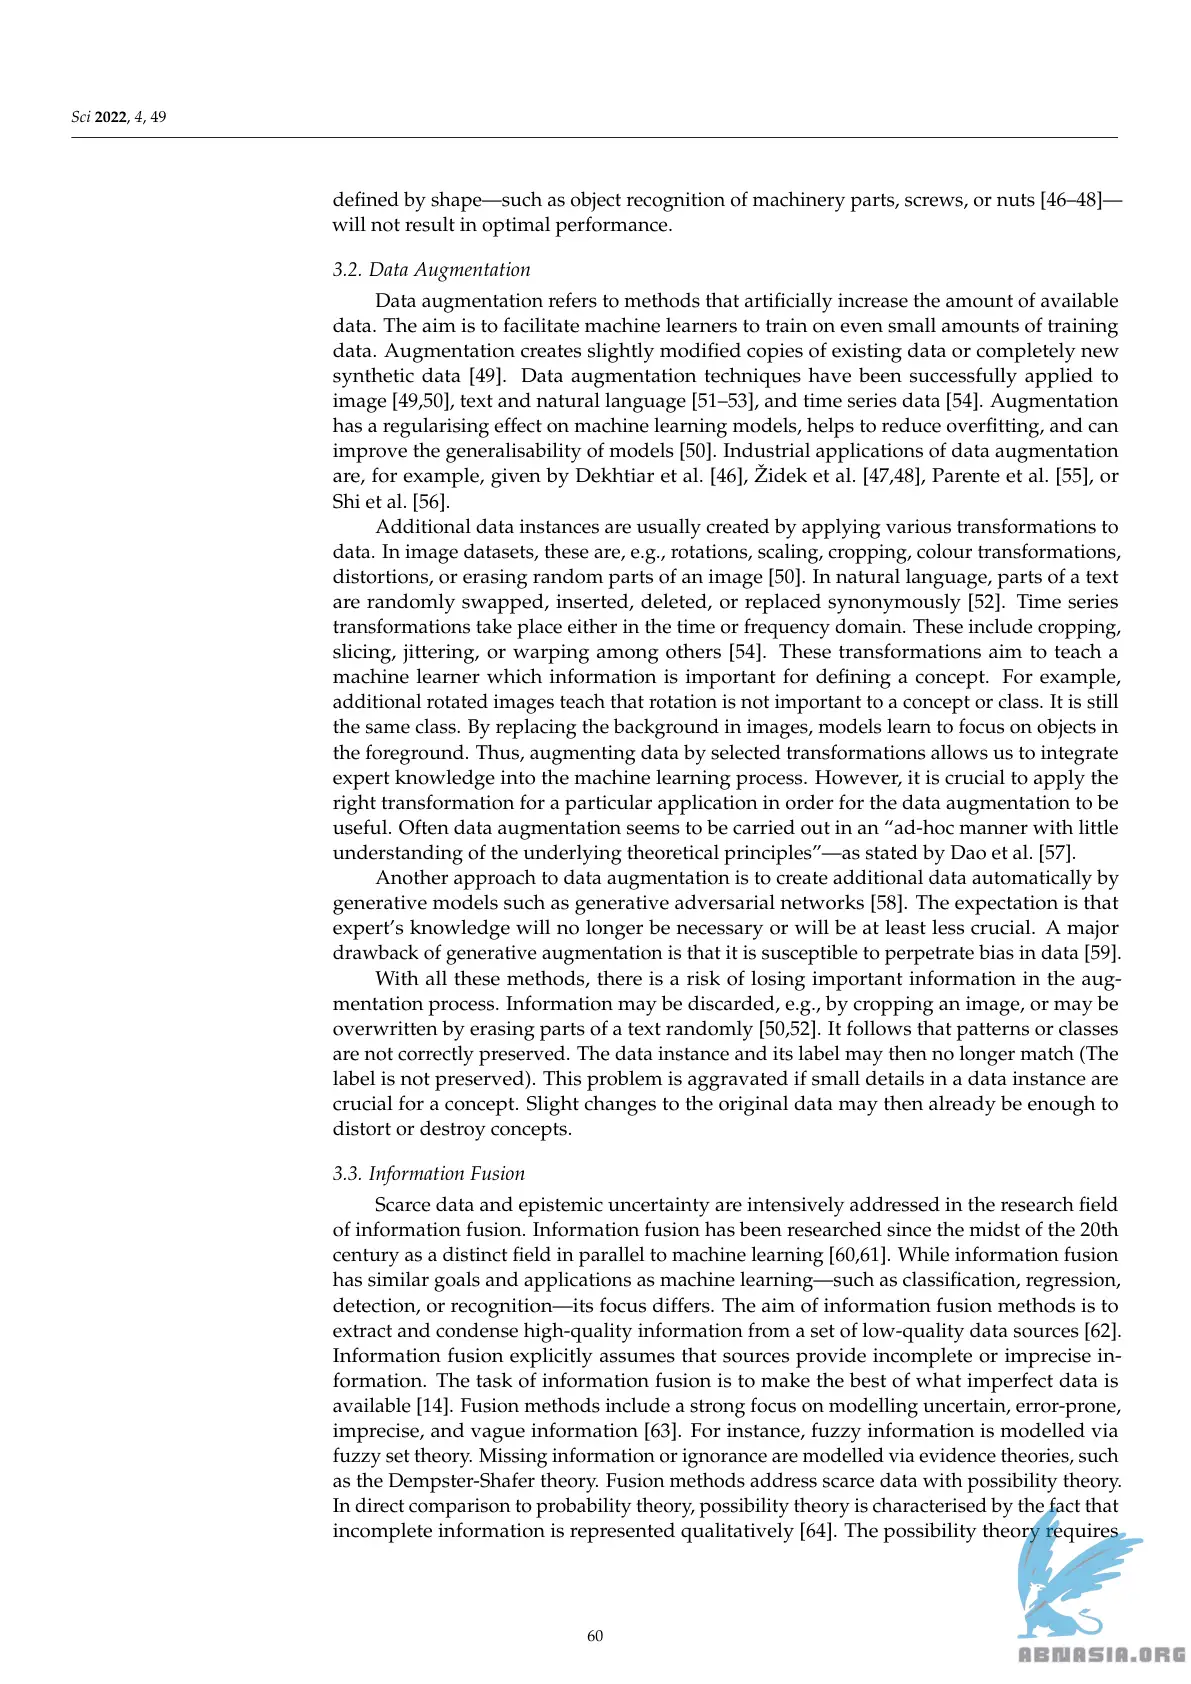 Sci 2022, 4, 49
defined by shape—such as object recognition of machinery parts, screws, or nuts [46–48]—
will not result in optimal performance.
3.2. Data Augmentation
Data augmentation refers to methods that artificially increase the amount of available
data. The aim is to facilitate machine learners to train on even small amounts of training
data. Augmentation creates slightly modified copies of existing data or completely new
synthetic data [49]. Data augmentation techniques have been successfully applied to
image [49,50], text and natural language [51–53], and time series data [54]. Augmentation
has a regularising effect on machine learning models, helps to reduce overfitting, and can
improve the generalisability of models [50]. Industrial applications of data augmentation
are, for example, given by Dekhtiar et al. [46], Židek et al. [47,48], Parente et al. [55], or
Shi et al. [56].
Additional data instances are usually created by applying various transformations to
data. In image datasets, these are, e.g., rotations, scaling, cropping, colour transformations,
distortions, or erasing random parts of an image [50]. In natural language, parts of a text
are randomly swapped, inserted, deleted, or replaced synonymously [52]. Time series
transformations take place either in the time or frequency domain. These include cropping,
slicing, jittering, or warping among others [54]. These transformations aim to teach a
machine learner which information is important for defining a concept. For example,
additional rotated images teach that rotation is not important to a concept or class. It is still
the same class. By replacing the background in images, models learn to focus on objects in
the foreground. Thus, augmenting data by selected transformations allows us to integrate
expert knowledge into the machine learning process. However, it is crucial to apply the
right transformation for a particular application in order for the data augmentation to be
useful. Often data augmentation seems to be carried out in an “ad-hoc manner with little
understanding of the underlying theoretical principles”—as stated by Dao et al. [57].
Another approach to data augmentation is to create additional data automatically by
generative models such as generative adversarial networks [58]. The expectation is that
expert’s knowledge will no longer be necessary or will be at least less crucial. A major
drawback of generative augmentation is that it is susceptible to perpetrate bias in data [59].
With all these methods, there is a risk of losing important information in the aug-
mentation process. Information may be discarded, e.g., by cropping an image, or may be
overwritten by erasing parts of a text randomly [50,52]. It follows that patterns or classes
are not correctly preserved. The data instance and its label may then no longer match (The
label is not preserved). This problem is aggravated if small details in a data instance are
crucial for a concept. Slight changes to the original data may then already be enough to
distort or destroy concepts.
3.3. Information Fusion
Scarce data and epistemic uncertainty are intensively addressed in the research field
of information fusion. Information fusion has been researched since the midst of the 20th
century as a distinct field in parallel to machine learning [60,61]. While information fusion
has similar goals and applications as machine learning—such as classification, regression,
detection, or recognition—its focus differs. The aim of information fusion methods is to
extract and condense high-quality information from a set of low-quality data sources [62].
Information fusion explicitly assumes that sources provide incomplete or imprecise in-
formation. The task of information fusion is to make the best of what imperfect data is
available [14]. Fusion methods include a strong focus on modelling uncertain, error-prone,
imprecise, and vague information [63]. For instance, fuzzy information is modelled via
fuzzy set theory. Missing information or ignorance are modelled via evidence theories, such
as the Dempster-Shafer theory. Fusion methods address scarce data with possibility theory.
In direct comparison to probability theory, possibility theory is characterised by the fact that
incomplete information is represented qualitatively [64]. The possibility theory requires
60
ABNASIA.ORG